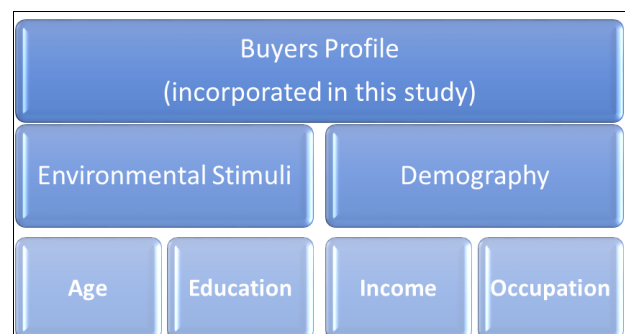 Buyers Profile
(incorporated in this study)
Environmental Stimuli
Demography
Age
Education
Income
Occupation